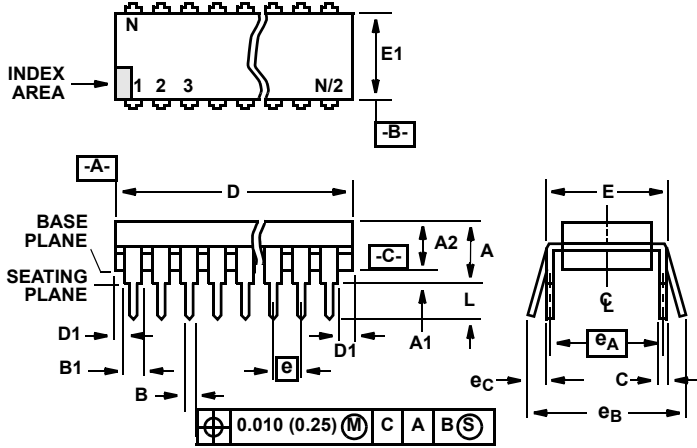 N
E1
INDEX
AREA
1 2 3 N/2
-B-
-A-
D
E
BASE
PLANE
A2
A
-C-
SEATING
PLANE
L
C
L
D1
A1
D1
B1
e
eA
B
eC
C
eB
0.010 (0.25) M C A B S